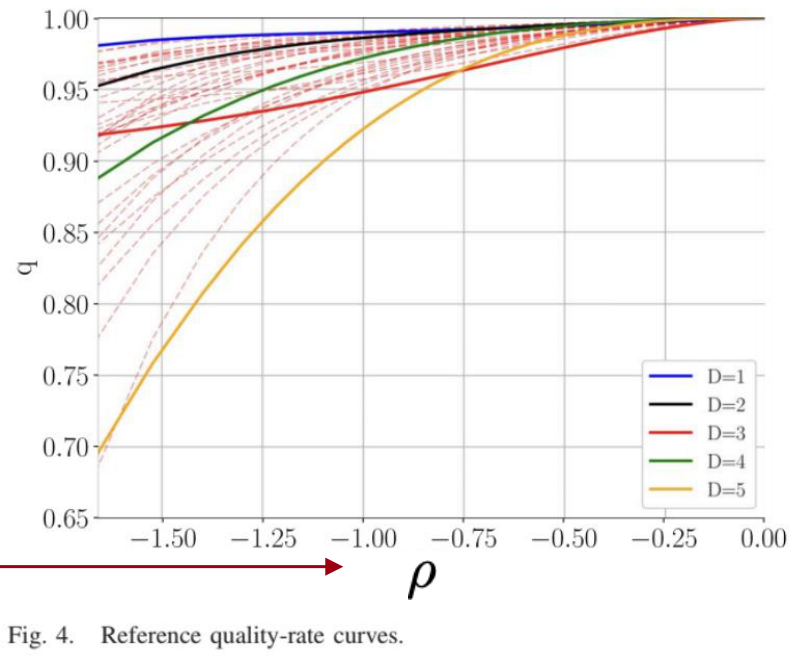 1.00
0.95
0.90
0.85
0.80
0.75
0.70
0.65
q
D=1
D=2
D=3
D=4
D=5
−1.50 −1.25 −1.00 −0.75 −0.50 −0.25 0.00
ρ
Fig. 4. Reference quality-rate curves.